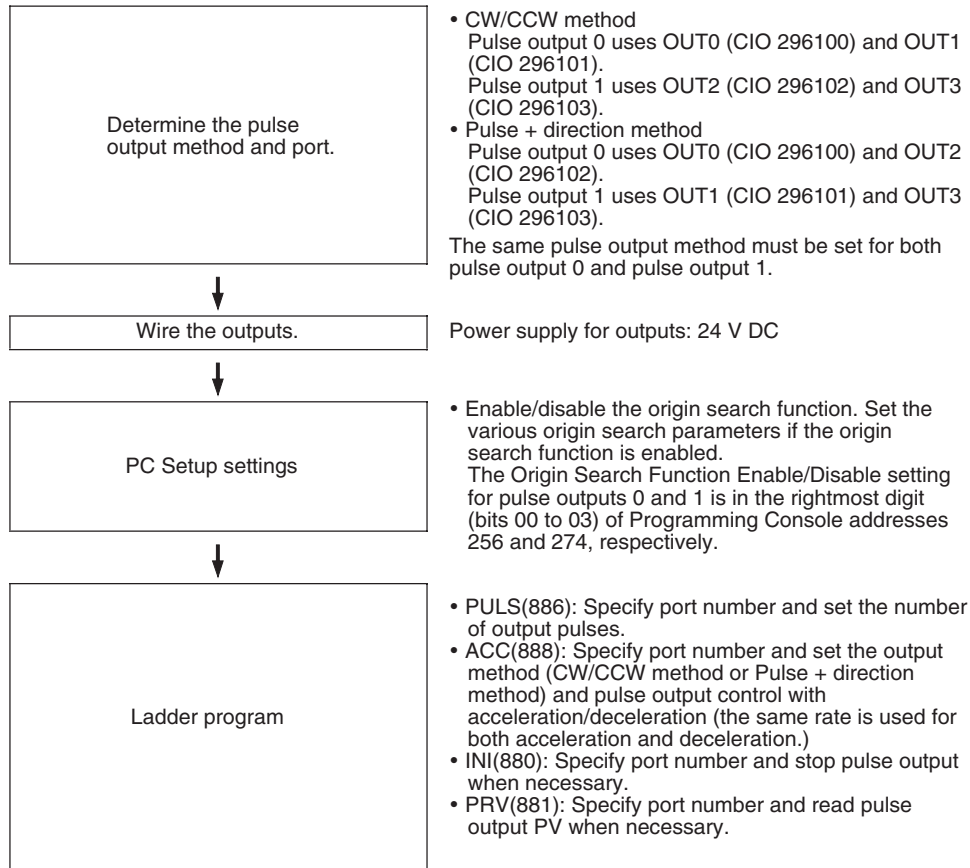 Determine the pulse
output method and port.
• CW/CCW method
Pulse output 0 uses OUT0 (CIO 296100) and OUT1
(CIO 296101).
Pulse output 1 uses OUT2 (CIO 296102) and OUT3
(CIO 296103).
• Pulse + direction method
Pulse output 0 uses OUT0 (CIO 296100) and OUT2
(CIO 296102).
Pulse output 1 uses OUT1 (CIO 296101) and OUT3
(CIO 296103).
The same pulse output method must be set for both
pulse output 0 and pulse output 1.
Wire the outputs.
Power supply for outputs: 24 V DC
PC Setup settings
• Enable/disable the origin search function. Set the
various origin search parameters if the origin
search function is enabled.
The Origin Search Function Enable/Disable setting
for pulse outputs 0 and 1 is in the rightmost digit
(bits 00 to 03) of Programming Console addresses
256 and 274, respectively.
Ladder program
• PULS(886): Specify port number and set the number
of output pulses.
• ACC(888): Specify port number and set the output
method (CW/CCW method or Pulse + direction
method) and pulse output control with
acceleration/deceleration (the same rate is used for
both acceleration and deceleration.)
• INI(880): Specify port number and stop pulse output
when necessary.
• PRV(881): Specify port number and read pulse
output PV when necessary.